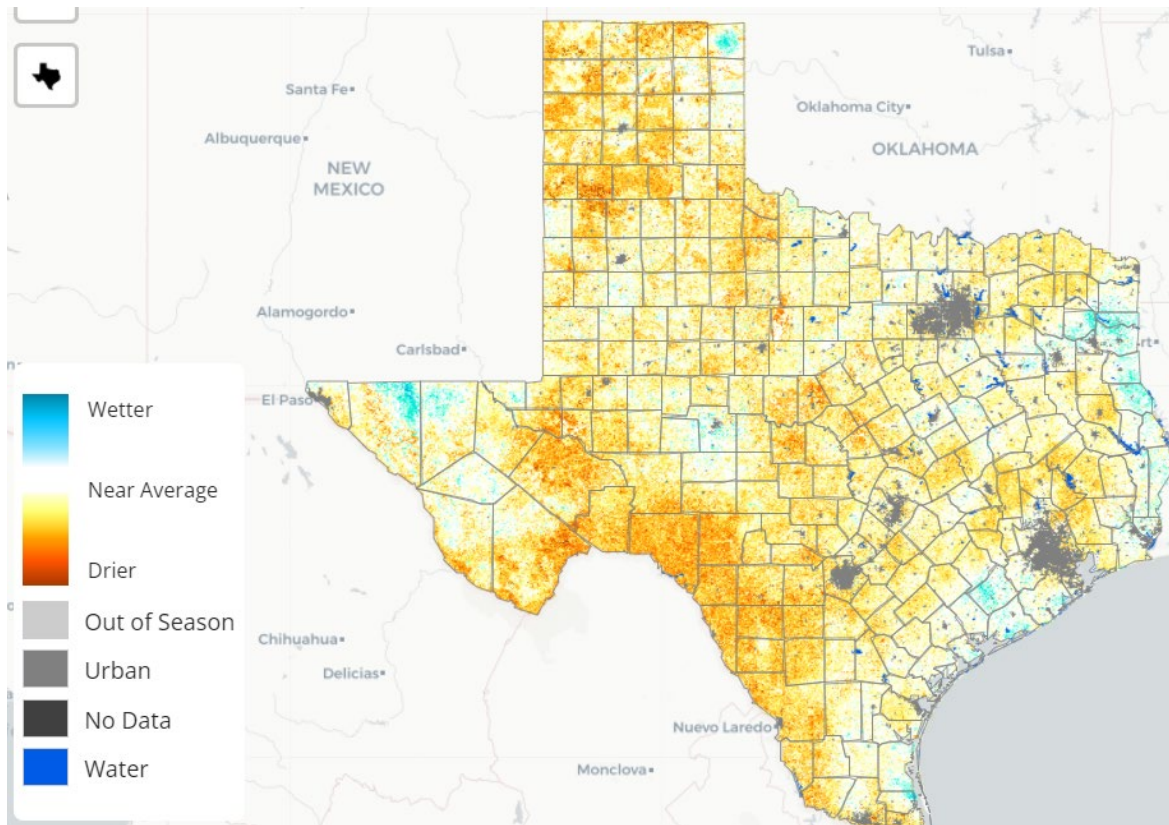 Tulsa
Santa Fe
Oklahoma City
Albuquerque
OKLAHOMA
NEW
MEXICO
Alamogordo
Carlsbad
rt
El Paso
Wetter
Near Average
Drier
Out of Season
Urban
No Data
Water
Chihuahua
Delicias
Nuevo Laredo
Monclova